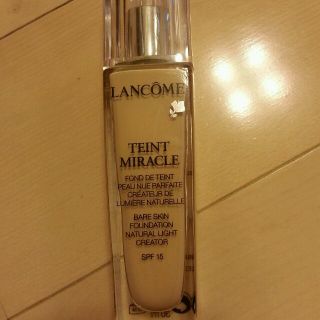 LANCÔME
TEINT
MIRACLE
FOND DE TEINT
PEAU NUE PARFAITE
CRÉATEUR DE
LUMIÈRE NATURELLE
BARE SKIN
FOUNDATION
NATURAL LIGHT
CREATOR
SPF 15